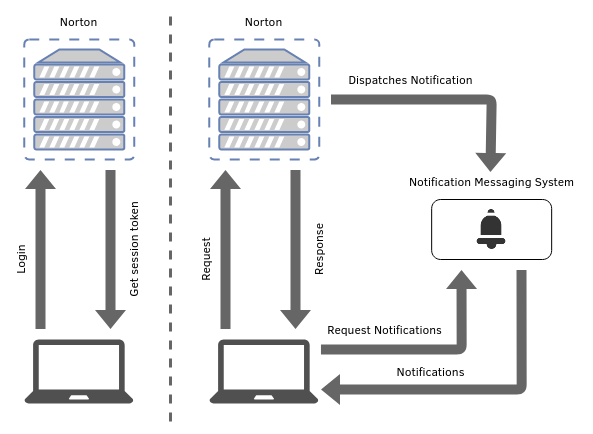 Norton
Login
Get session token
Norton
Request
Response
Dispatches Notification
Notification Messaging System
Request Notifications
Notifications